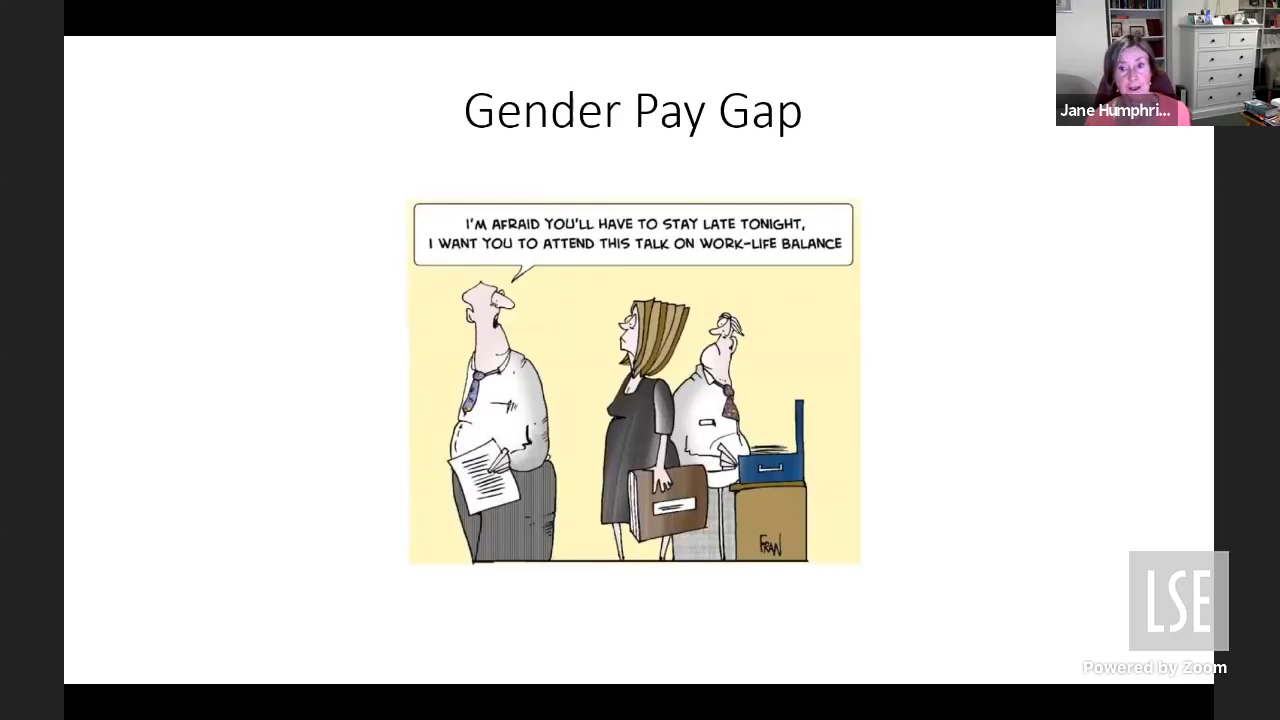 Gender Pay Gap
Jane Humphri...
I'M AFRAID YOU'LL HAVE TO STAY LATE TONIGHT,
I WANT YOU TO ATTEND THIS TALK ON WORK-LIFE BALANCE
FRAN
LSE
Powered by Zoom